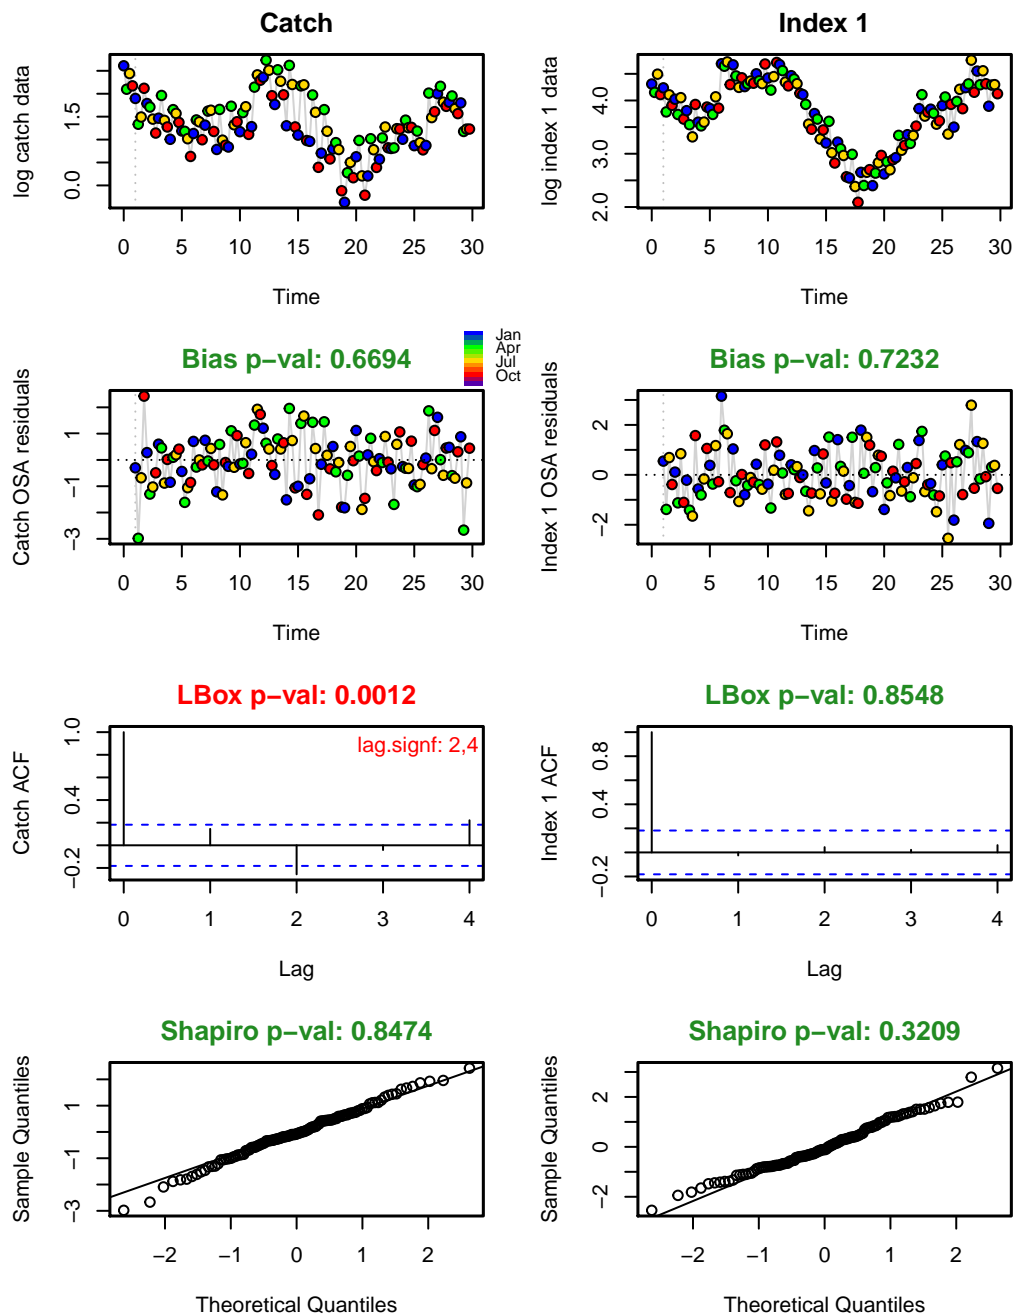 Catch
Index 1
log catch data
0.0 1.5
0 5 10 15 20 25 30
Time
log index 1 data
2.0 3.0 4.0
0 5 10 15 20 25 30
Time
Bias p−val: 0.6694
Jan
Apr
Jul
Oct
Bias p−val: 0.7232
Catch OSA residuals
−3 −1 1
0 5 10 15 20 25 30
Time
Index 1 OSA residuals
−2 0 2
0 5 10 15 20 25 30
Time
LBox p−val: 0.0012
LBox p−val: 0.8548
lag.signf: 2,4
Catch ACF
−0.2 0.4 1.0
0 1 2 3 4
Lag
Index 1 ACF
−0.2 0.4 0.8
0 1 2 3 4
Lag
Shapiro p−val: 0.8474
Shapiro p−val: 0.3209
Sample Quantiles
−3 −1 1
−2 −1 0 1 2
Theoretical Quantiles
Sample Quantiles
−2 0 2
−2 −1 0 1 2
Theoretical Quantiles